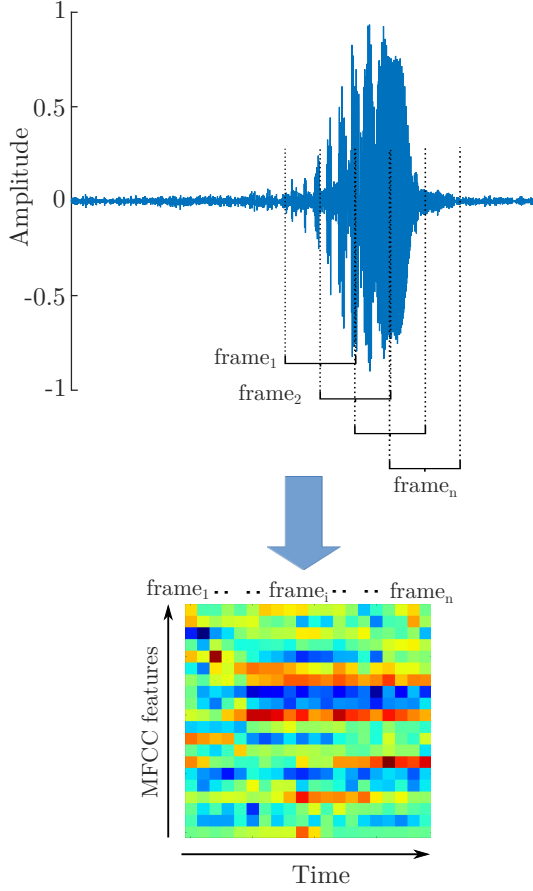 1
0.5
Amplitude
0
-0.5
frame₁
-1
frame₂
frameₙ
frame₁ ·· ·· frameᵢ ·· ·· frameₙ
MFCC features
Time